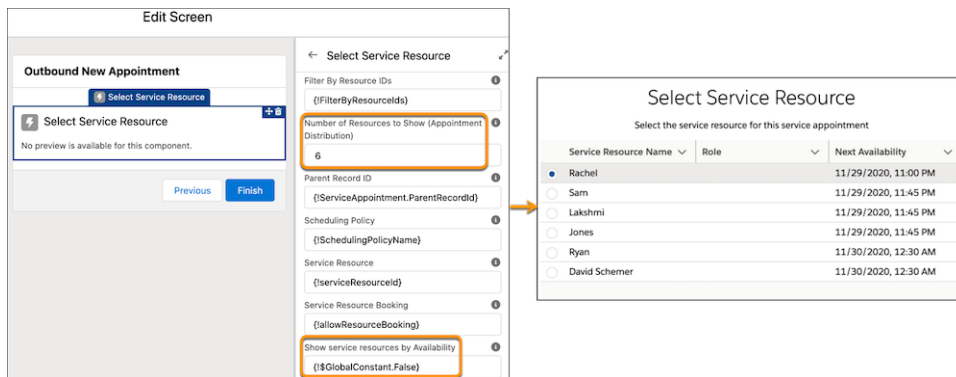 Edit Screen
Outbound New Appointment
Select Service Resource
Select Service Resource
No preview is available for this component.
Previous Finish
Select Service Resource
Filter By Resource IDs
{!FilterByResourceIds}
Number of Resources to Show (Appointment
Distribution)
6
Parent Record ID
{!ServiceAppointment.ParentRecordId}
Scheduling Policy
{!SchedulingPolicyName}
Service Resource
{!serviceResourceId}
Service Resource Booking
{!allowResourceBooking}
Show service resources by Availability
{!$GlobalConstant.False}
Select Service Resource
Select the service resource for this service appointment
Service Resource Name Role Next Availability
Rachel 11/29/2020, 11:00 PM
Sam 11/29/2020, 11:45 PM
Lakshmi 11/29/2020, 11:45 PM
Jones 11/29/2020, 11:45 PM
Ryan 11/30/2020, 12:30 AM
David Schemer 11/30/2020, 12:30 AM